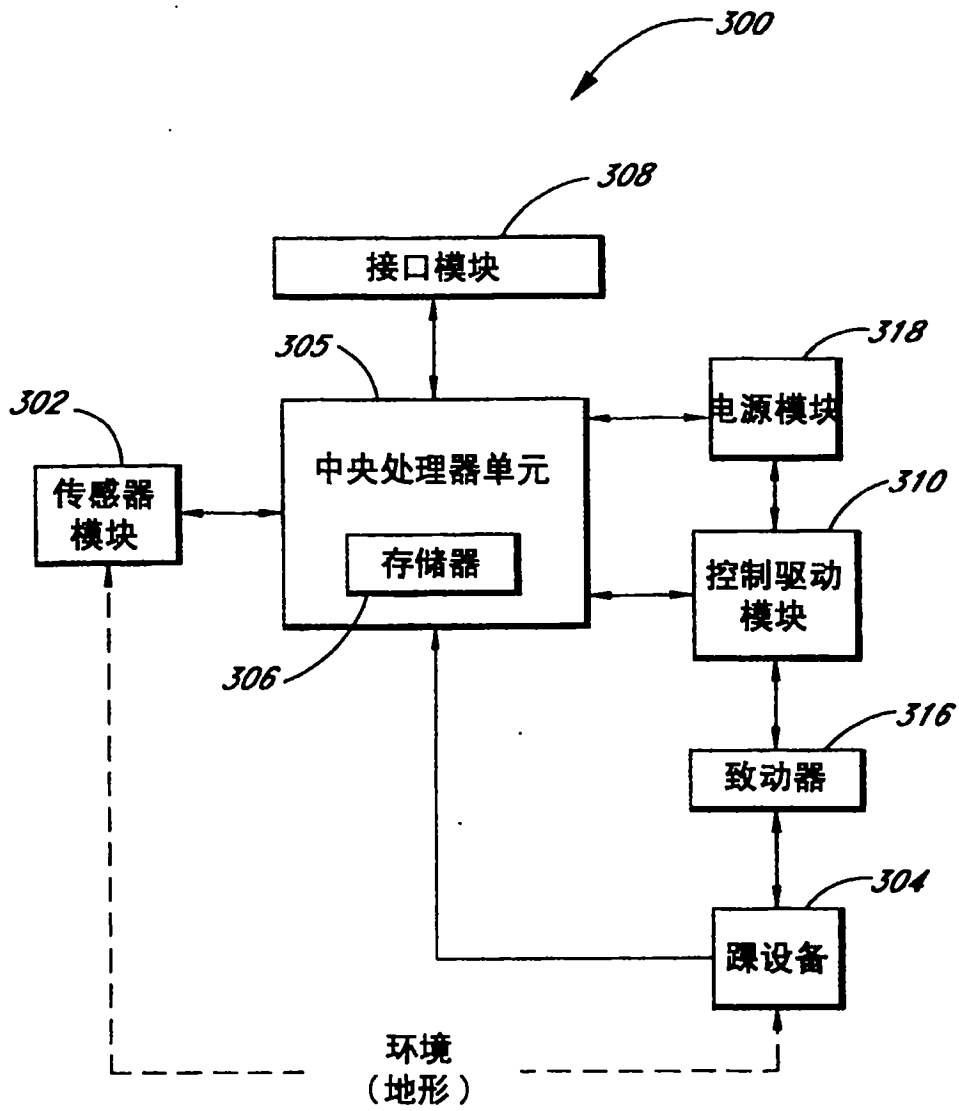 300
308
接口模块
305
318
302
电源模块
中央处理器单元
传感器
模块
310
存储器
控制驱动
模块
306
316
致动器
304
踝设备
环境
（地形）